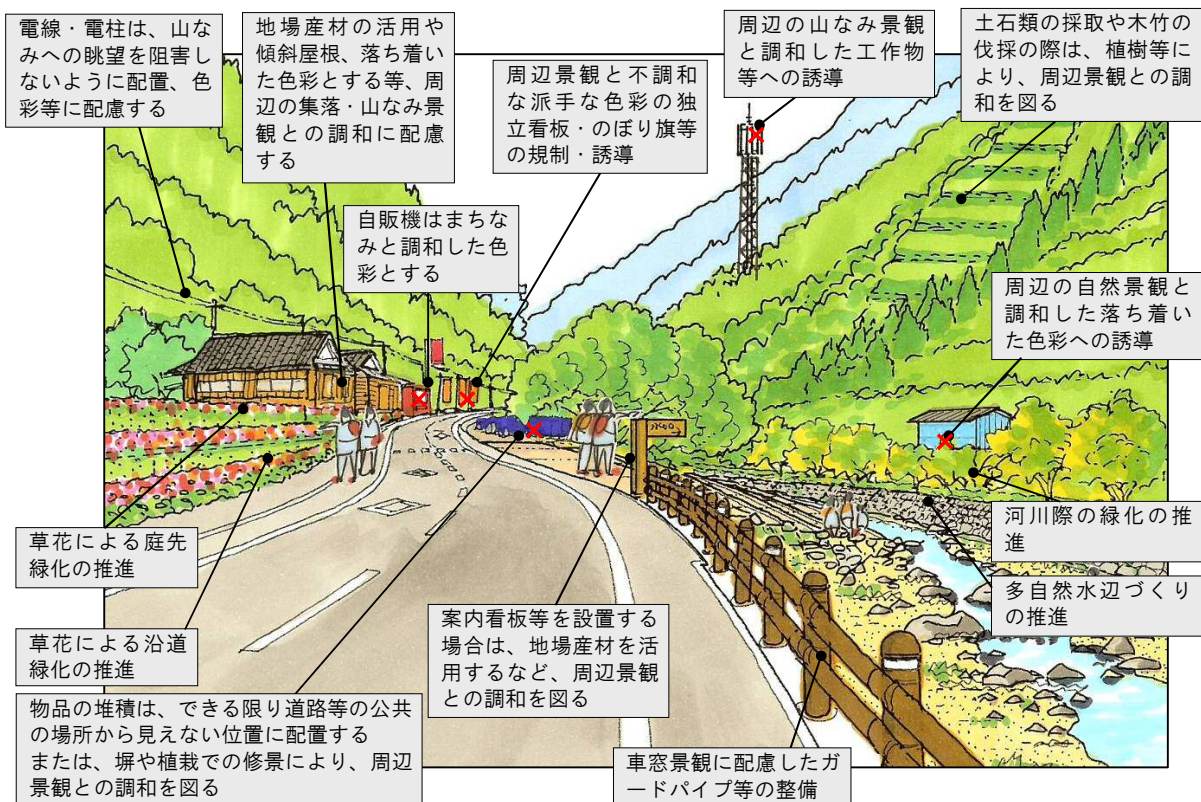 電線・電柱は、山な
みへの眺望を阻害し
ないように配置、色
彩等に配慮する
地場産材の活用や
傾斜屋根、落ち着い
た色彩とする等、周
辺の集落・山なみ景
観との調和に配慮
する
周辺景観と不調和
な派手な色彩の独
立看板・のぼり旗等
の規制・誘導
周辺の山なみ景観
と調和した工作物
等への誘導
土石類の採取や木竹の
伐採の際は、植樹等に
より、周辺景観との調
和を図る
自販機はまちな
みと調和した色
彩とする
周辺の自然景観と
調和した落ち着い
た色彩への誘導
草花による庭先
緑化の推進
草花による沿道
緑化の推進
物品の堆積は、できる限り道路等の公共
の場所から見えない位置に配置する
または、塀や植栽での修景により、周辺
景観との調和を図る
案内看板等を設置する
場合は、地場産材を活
用するなど、周辺景観
との調和を図る
河川際の緑化の推
進
多自然水辺づくり
の推進
車窓景観に配慮したガ
ードパイプ等の整備